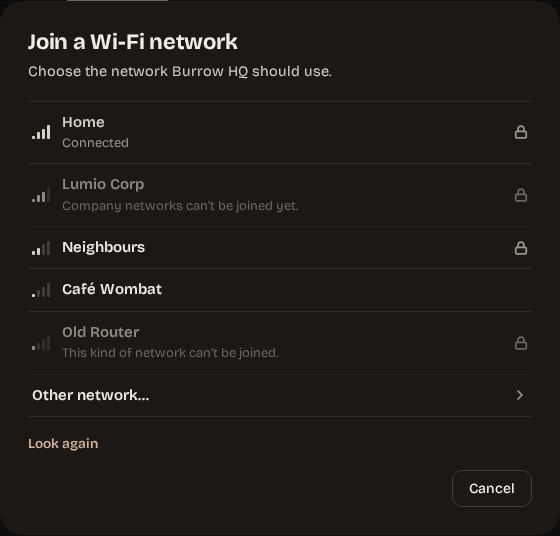 Join a Wi-Fi network
Choose the network Burrow HQ should use.
Home
Connected
Lumio Corp
Company networks can't be joined yet.
Neighbours
Café Wombat
Old Router
This kind of network can't be joined.
Other network...
Look again
Cancel